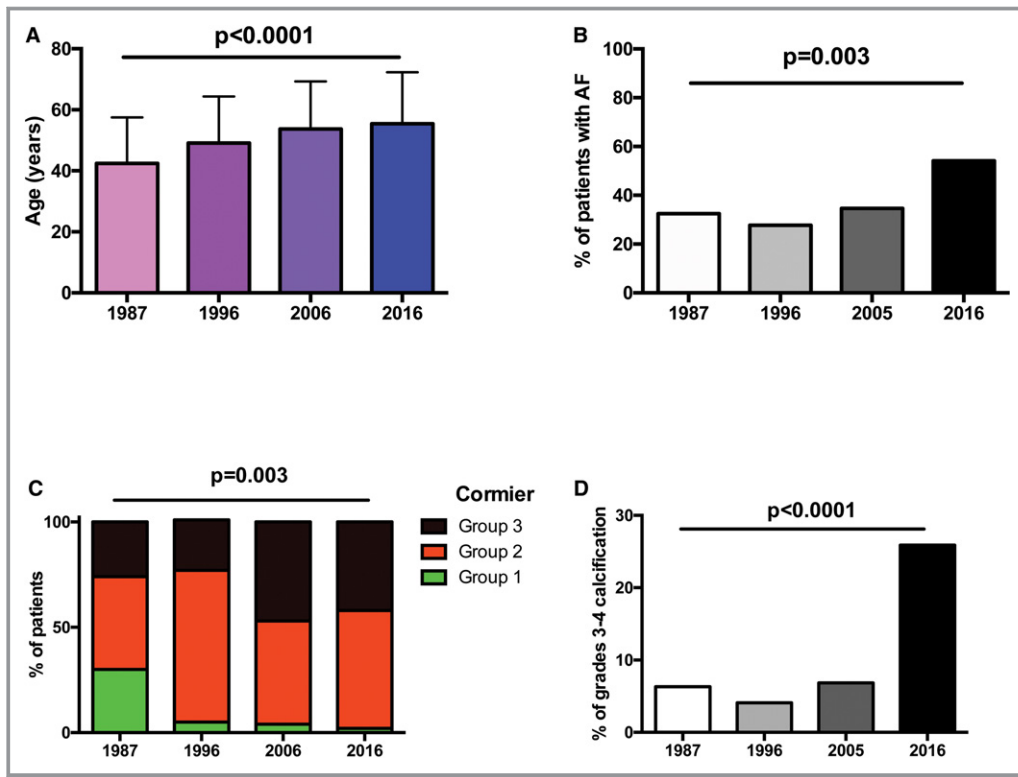 A
p<0.0001
Age (years)
80
60
40
20
0
1987 1996 2006 2016
B
p=0.003
% of patients with AF
100
80
60
40
20
0
1987 1996 2005 2016
C
p=0.003
% of patients
100
50
0
1987 1996 2006 2016
Cormier
Group 3
Group 2
Group 1
D
p<0.0001
% of grades 3-4 calcification
30
20
10
0
1987 1996 2005 2016